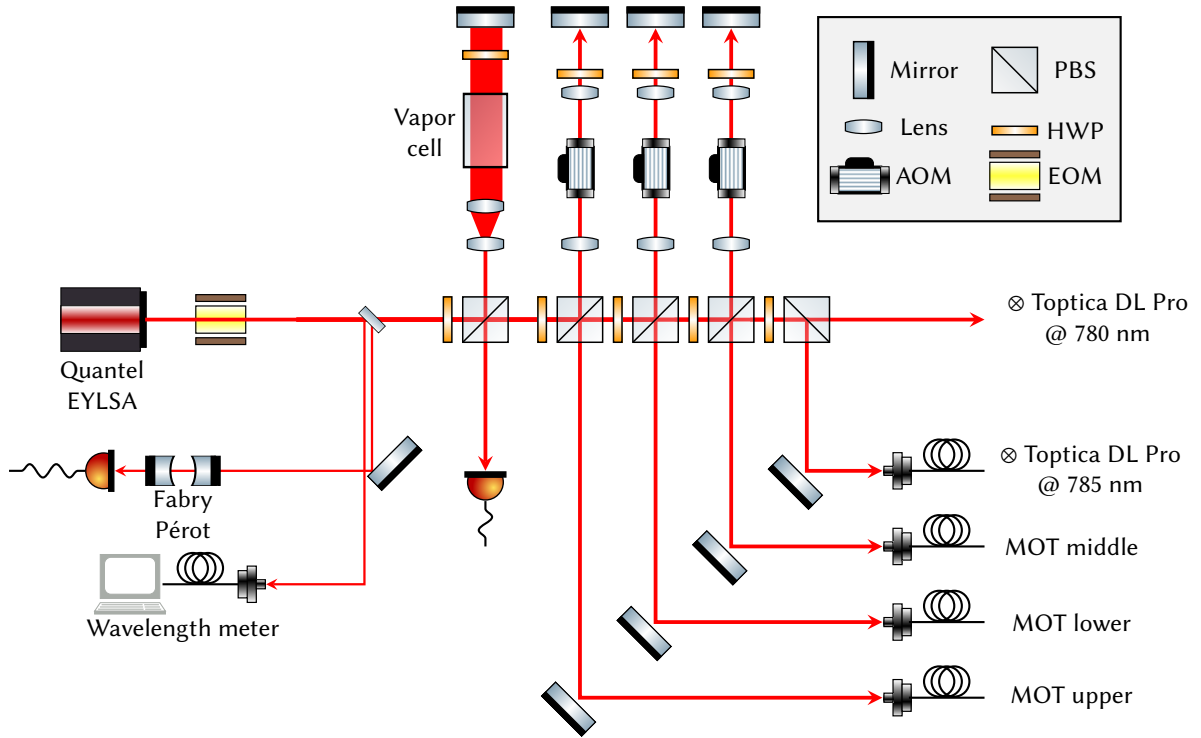 Vapor
cell
Mirror
PBS
Lens
HWP
AOM
EOM
Quantel
EYLSA
⊗ Toptica DL Pro
@ 780 nm
Fabry
Pérot
⊗ Toptica DL Pro
@ 785 nm
MOT middle
Wavelength meter
MOT lower
MOT upper